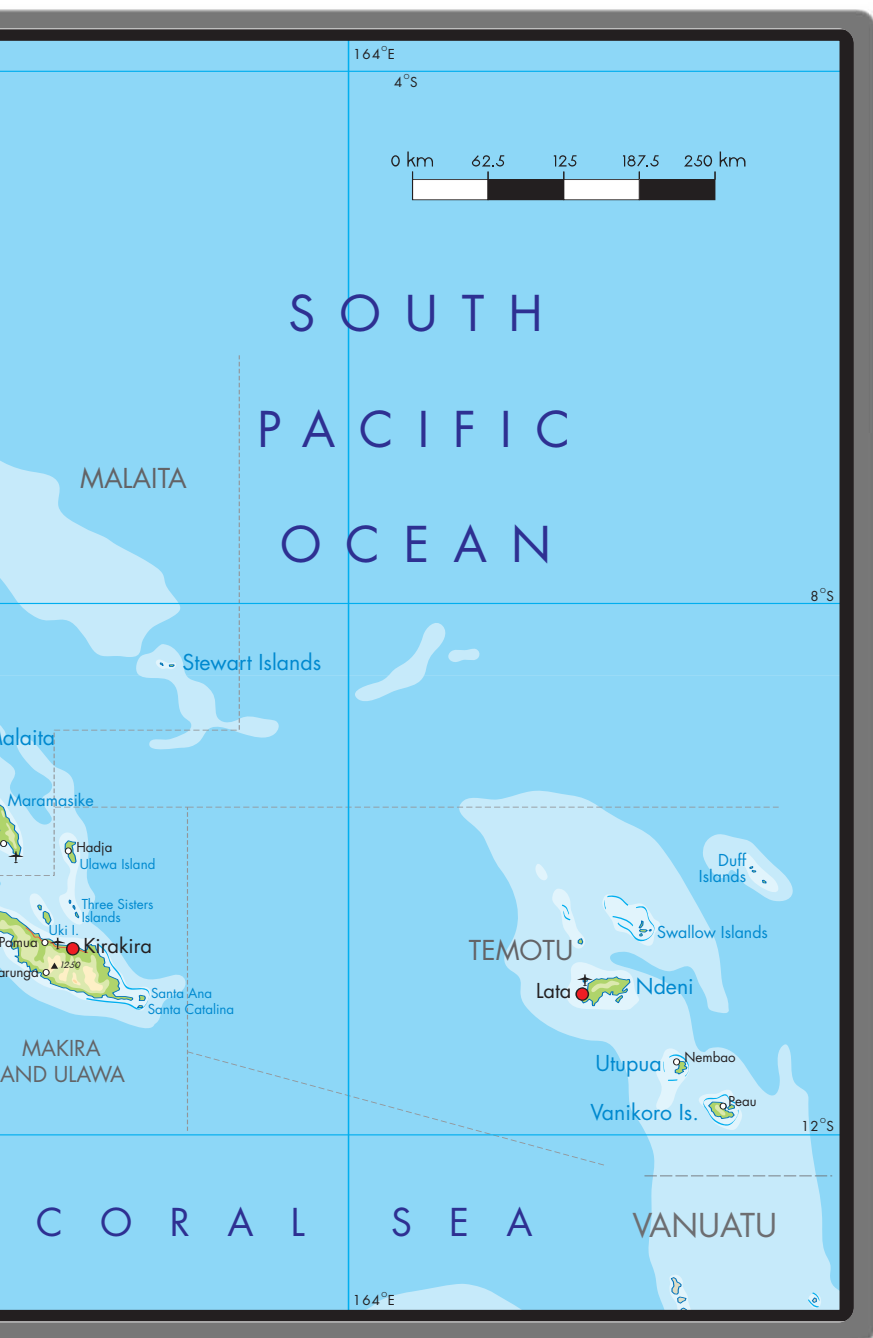 164°E
4°S
0 km 62.5 125 187.5 250 km
SOUTH
PACIFIC
OCEAN
MALAITA
8°S
Stewart Islands
alaita
Maramasike
Hadja
Ulawa Island
Duff
Islands
Three Sisters
Islands
Uki I.
Pamua
Kirakira
Swallow Islands
TEMOTU
arunga
1250
Lata
Ndeni
Santa Ana
Santa Catalina
MAKIRA
AND ULAWA
Nembao
Utupua
Peau
Vanikoro Is.
12°S
CORAL SEA
VANUATU
164°E